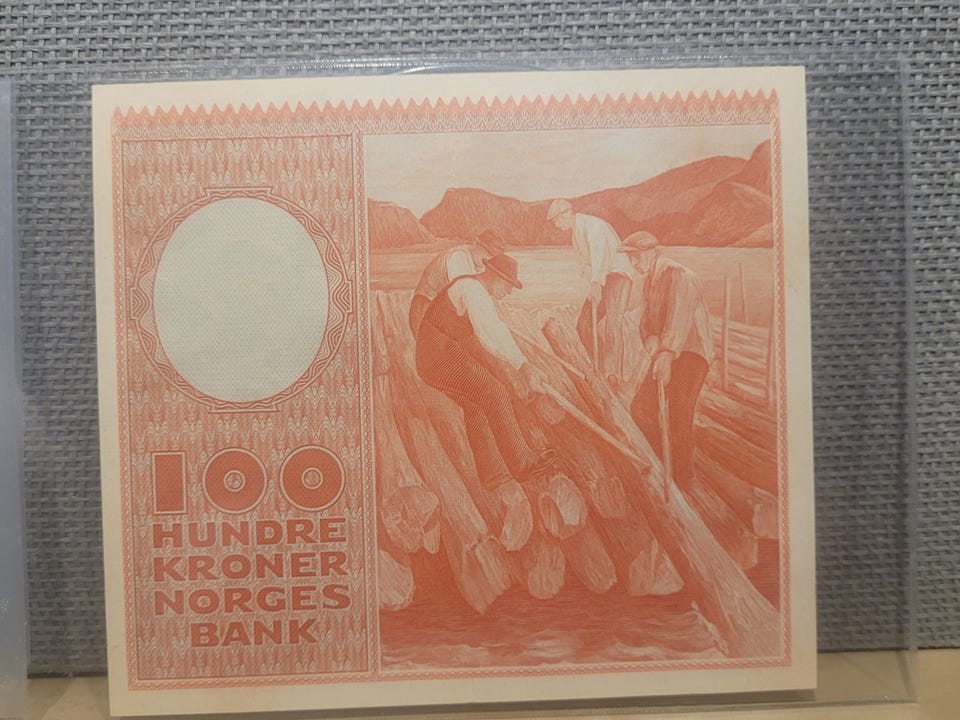 100
HUNDRE
KRONER
NORGES
BANK